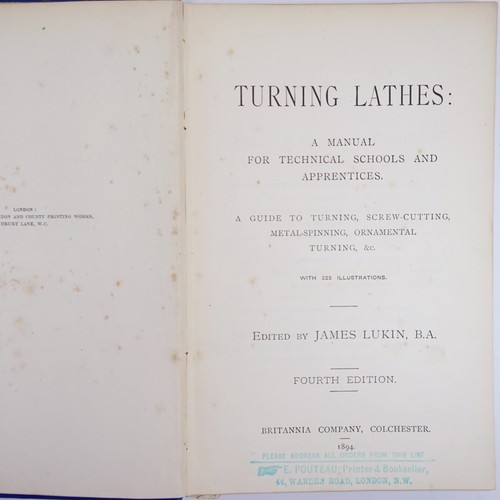 LONDON:
DON AND COUNTY PRINTING WORKS,
DRURY LANE, W.C.
TURNING LATHES:
A MANUAL
FOR TECHNICAL SCHOOLS AND
APPRENTICES.
A GUIDE TO TURNING, SCREW-CUTTING,
METAL-SPINNING, ORNAMENTAL
TURNING, &c.
WITH 225 ILLUSTRATIONS.
EDITED BY JAMES LUKIN, B.A.
FOURTH EDITION.
BRITANNIA COMPANY, COLCHESTER.
1894.
PLEASE ADDRESS ALL ORDERS FROM THIS LIST
E. POUTEAU, Printer & Bookseller,
44, WARDEN ROAD, LONDON, N.W.